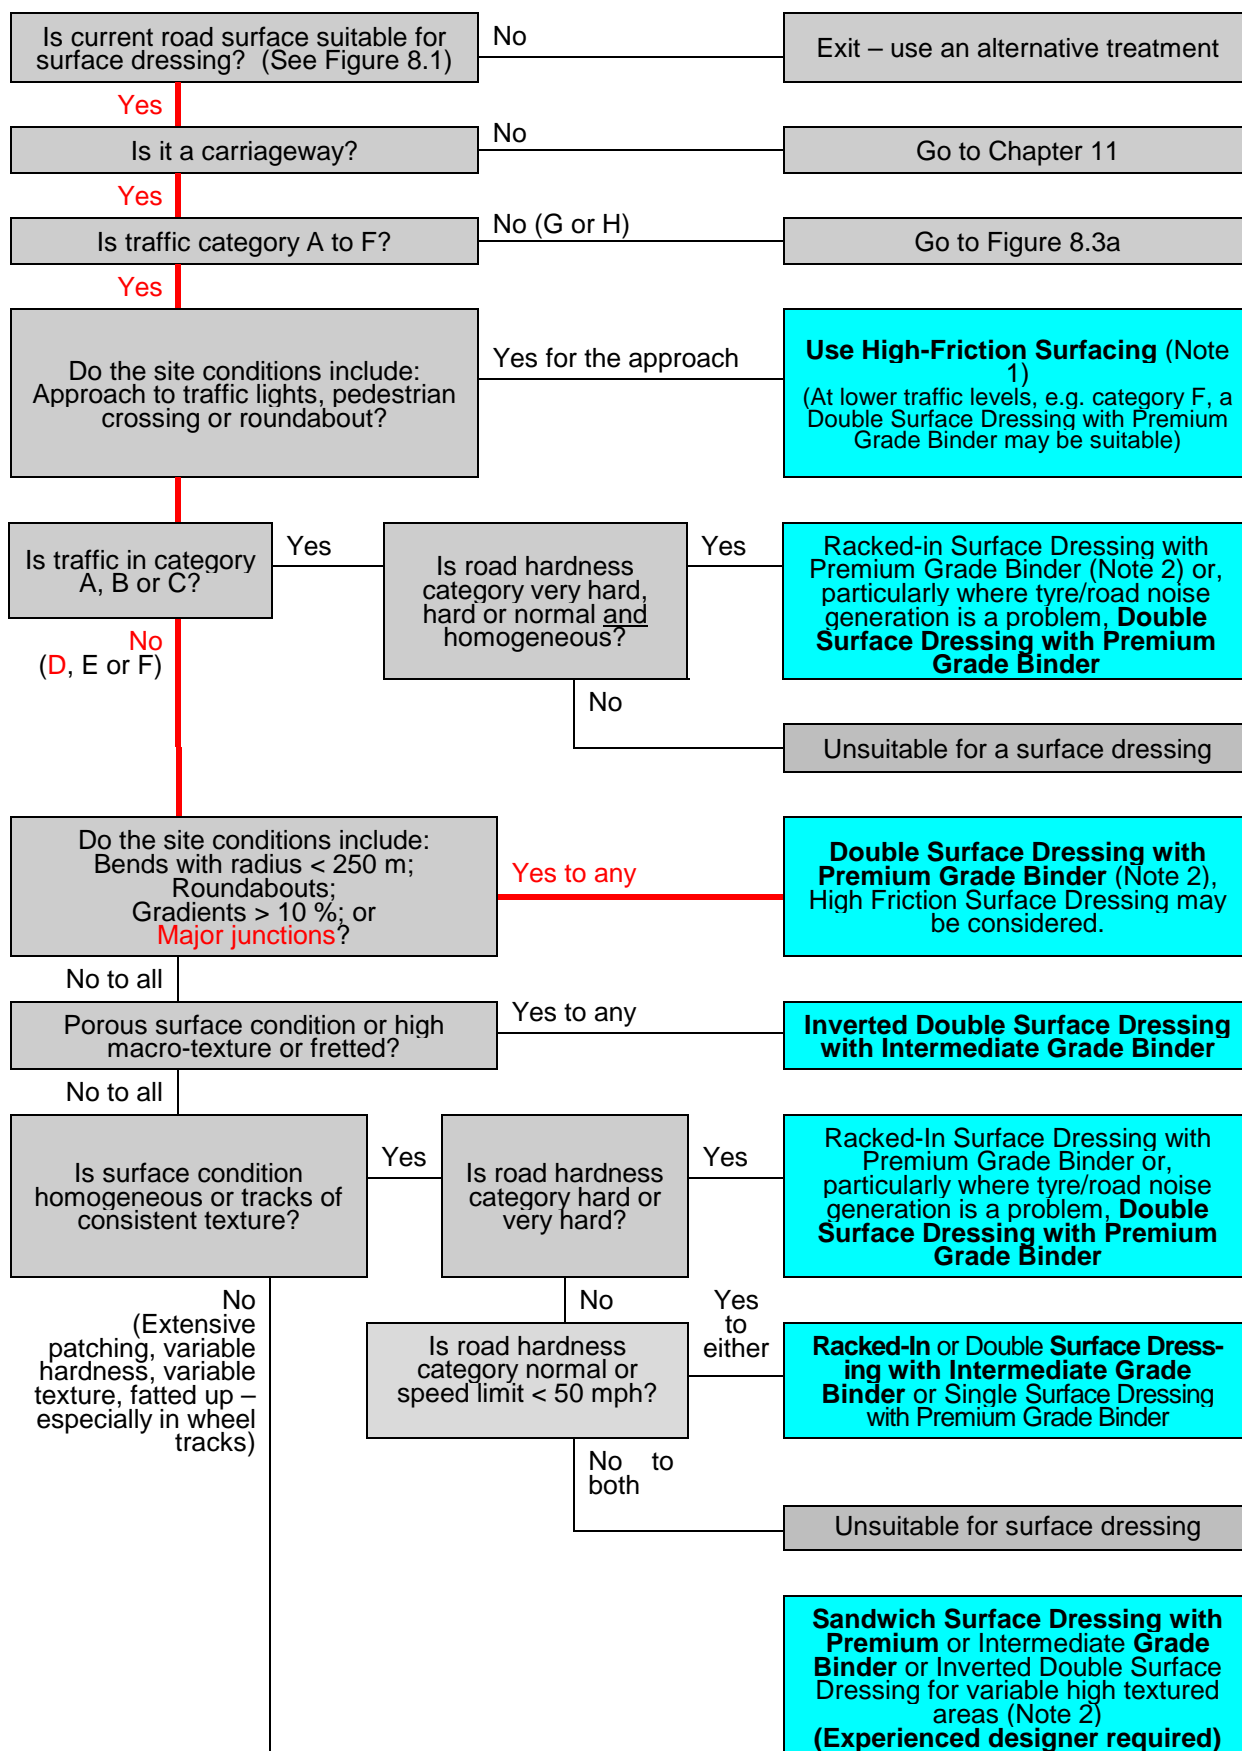 Is current road surface suitable for
surface dressing?  (See Figure 8.1)
No
Exit – use an alternative treatment
Yes
Is it a carriageway?
No
Go to Chapter 11
Yes
Is traffic category A to F?
No (G or H)
Go to Figure 8.3a
Yes
Do the site conditions include:
Approach to traffic lights, pedestrian
crossing or roundabout?
Yes for the approach
Use High-Friction Surfacing (Note
1)
(At lower traffic levels, e.g. category F, a
Double Surface Dressing with Premium
Grade Binder may be suitable)
Is traffic in category
A, B or C?
Yes
Is road hardness
category very hard,
hard or normal and
homogeneous?
Yes
Racked-in Surface Dressing with
Premium Grade Binder (Note 2) or,
particularly where tyre/road noise
generation is a problem, Double
Surface Dressing with Premium
Grade Binder
No
(D, E or F)
No
Unsuitable for a surface dressing
Do the site conditions include:
Bends with radius < 250 m;
Roundabouts;
Gradients > 10 %; or
Major junctions?
Yes to any
Double Surface Dressing with
Premium Grade Binder (Note 2),
High Friction Surface Dressing may
be considered.
No to all
Porous surface condition or high
macro-texture or fretted?
Yes to any
Inverted Double Surface Dressing
with Intermediate Grade Binder
No to all
Is surface condition
homogeneous or tracks of
consistent texture?
Yes
Is road hardness
category hard or
very hard?
Yes
Racked-In Surface Dressing with
Premium Grade Binder or,
particularly where tyre/road noise
generation is a problem, Double
Surface Dressing with Premium
Grade Binder
No
(Extensive
patching, variable
hardness, variable
texture, fatted up –
especially in wheel
tracks)
No
Is road hardness
category normal or
speed limit < 50 mph?
Yes
to
either
Racked-In or Double Surface Dress-
ing with Intermediate Grade
Binder or Single Surface Dressing
with Premium Grade Binder
No to
both
Unsuitable for surface dressing
Sandwich Surface Dressing with
Premium or Intermediate Grade
Binder or Inverted Double Surface
Dressing for variable high textured
areas (Note 2)
(Experienced designer required)